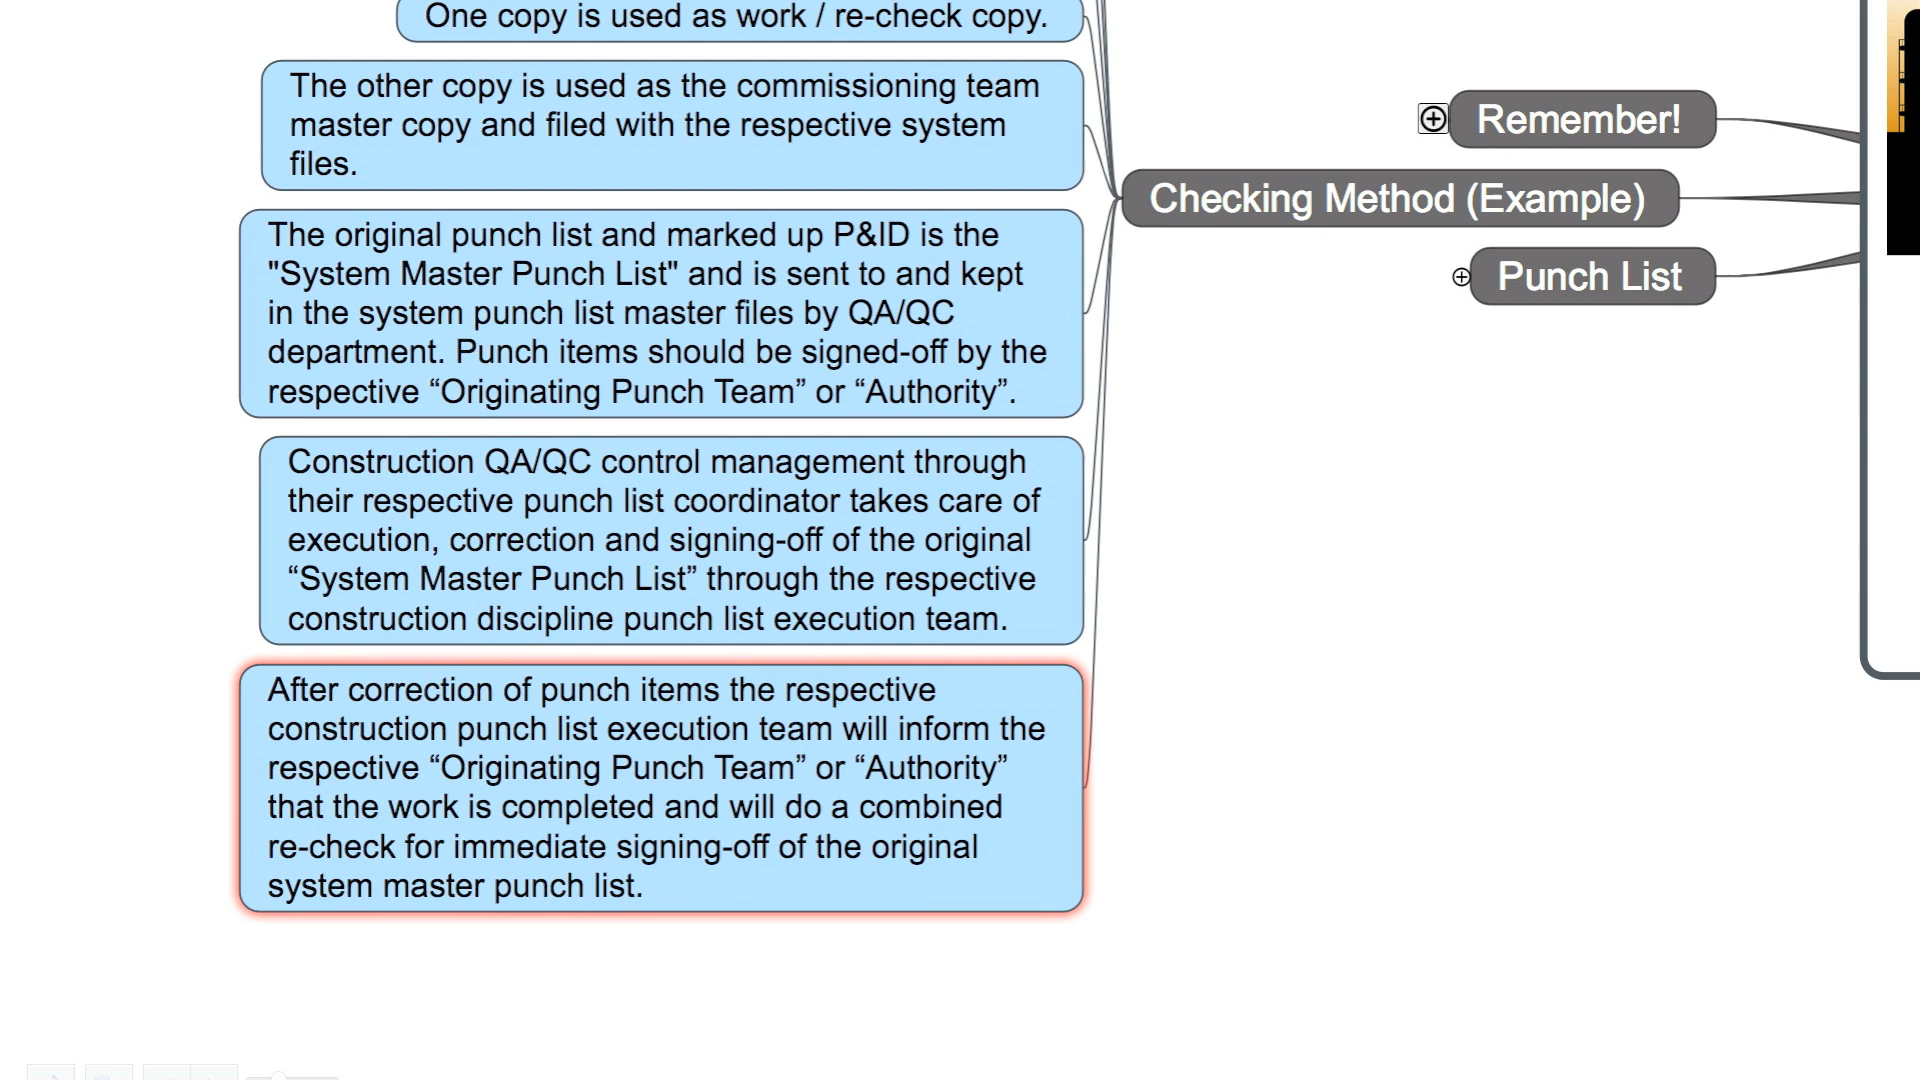 One copy is used as work / re-check copy.
The other copy is used as the commissioning team
master copy and filed with the respective system
files.
The original punch list and marked up P&ID is the
"System Master Punch List" and is sent to and kept
in the system punch list master files by QA/QC
department. Punch items should be signed-off by the
respective “Originating Punch Team” or “Authority”.
Construction QA/QC control management through
their respective punch list coordinator takes care of
execution, correction and signing-off of the original
“System Master Punch List” through the respective
construction discipline punch list execution team.
After correction of punch items the respective
construction punch list execution team will inform the
respective “Originating Punch Team” or “Authority”
that the work is completed and will do a combined
re-check for immediate signing-off of the original
system master punch list.
Remember!
Checking Method (Example)
Punch List